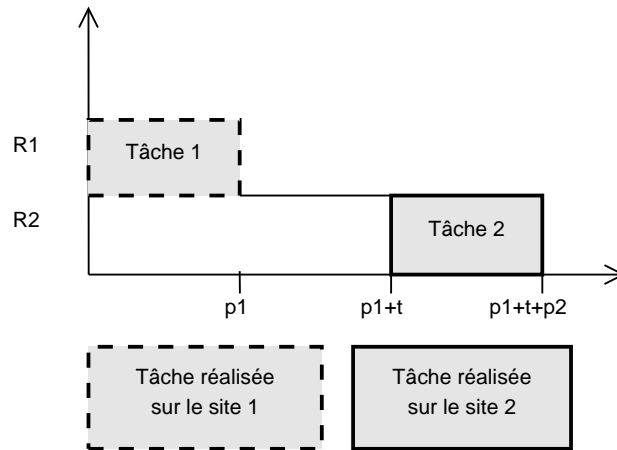 R1
Tâche 1
R2
Tâche 2
p1
p1+t
p1+t+p2
Tâche réalisée
sur le site 1
Tâche réalisée
sur le site 2